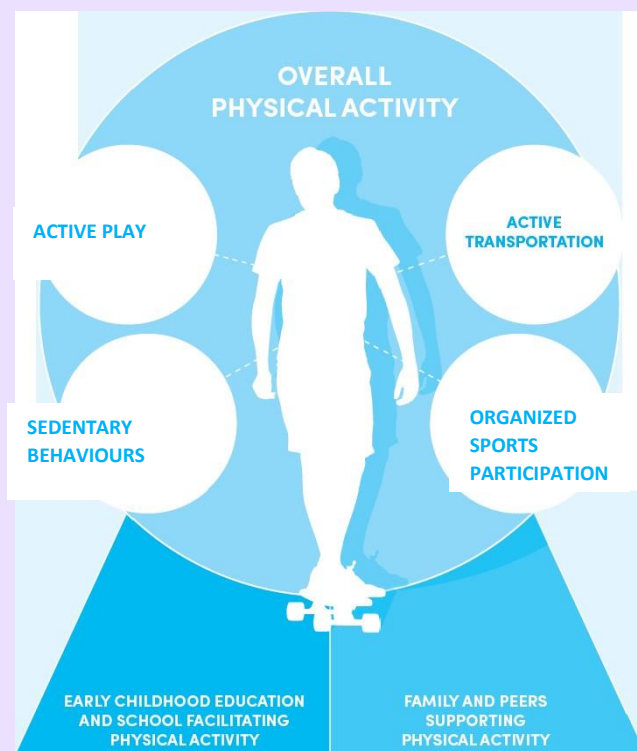 OVERALL
PHYSICAL ACTIVITY
ACTIVE PLAY
ACTIVE
TRANSPORTATION
SEDENTARY
BEHAVIOURS
ORGANIZED
SPORTS
PARTICIPATION
EARLY CHILDHOOD EDUCATION
AND SCHOOL FACILITATING
PHYSICAL ACTIVITY
FAMILY AND PEERS
SUPPORTING
PHYSICAL ACTIVITY